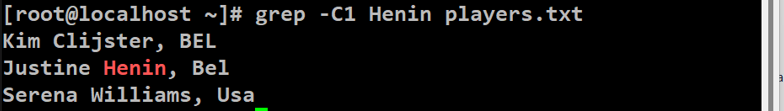 [root@localhost ~]# grep -C1 Henin players.txt
Kim Clijster, BEL
Justine Henin, Bel
Serena Williams, Usa